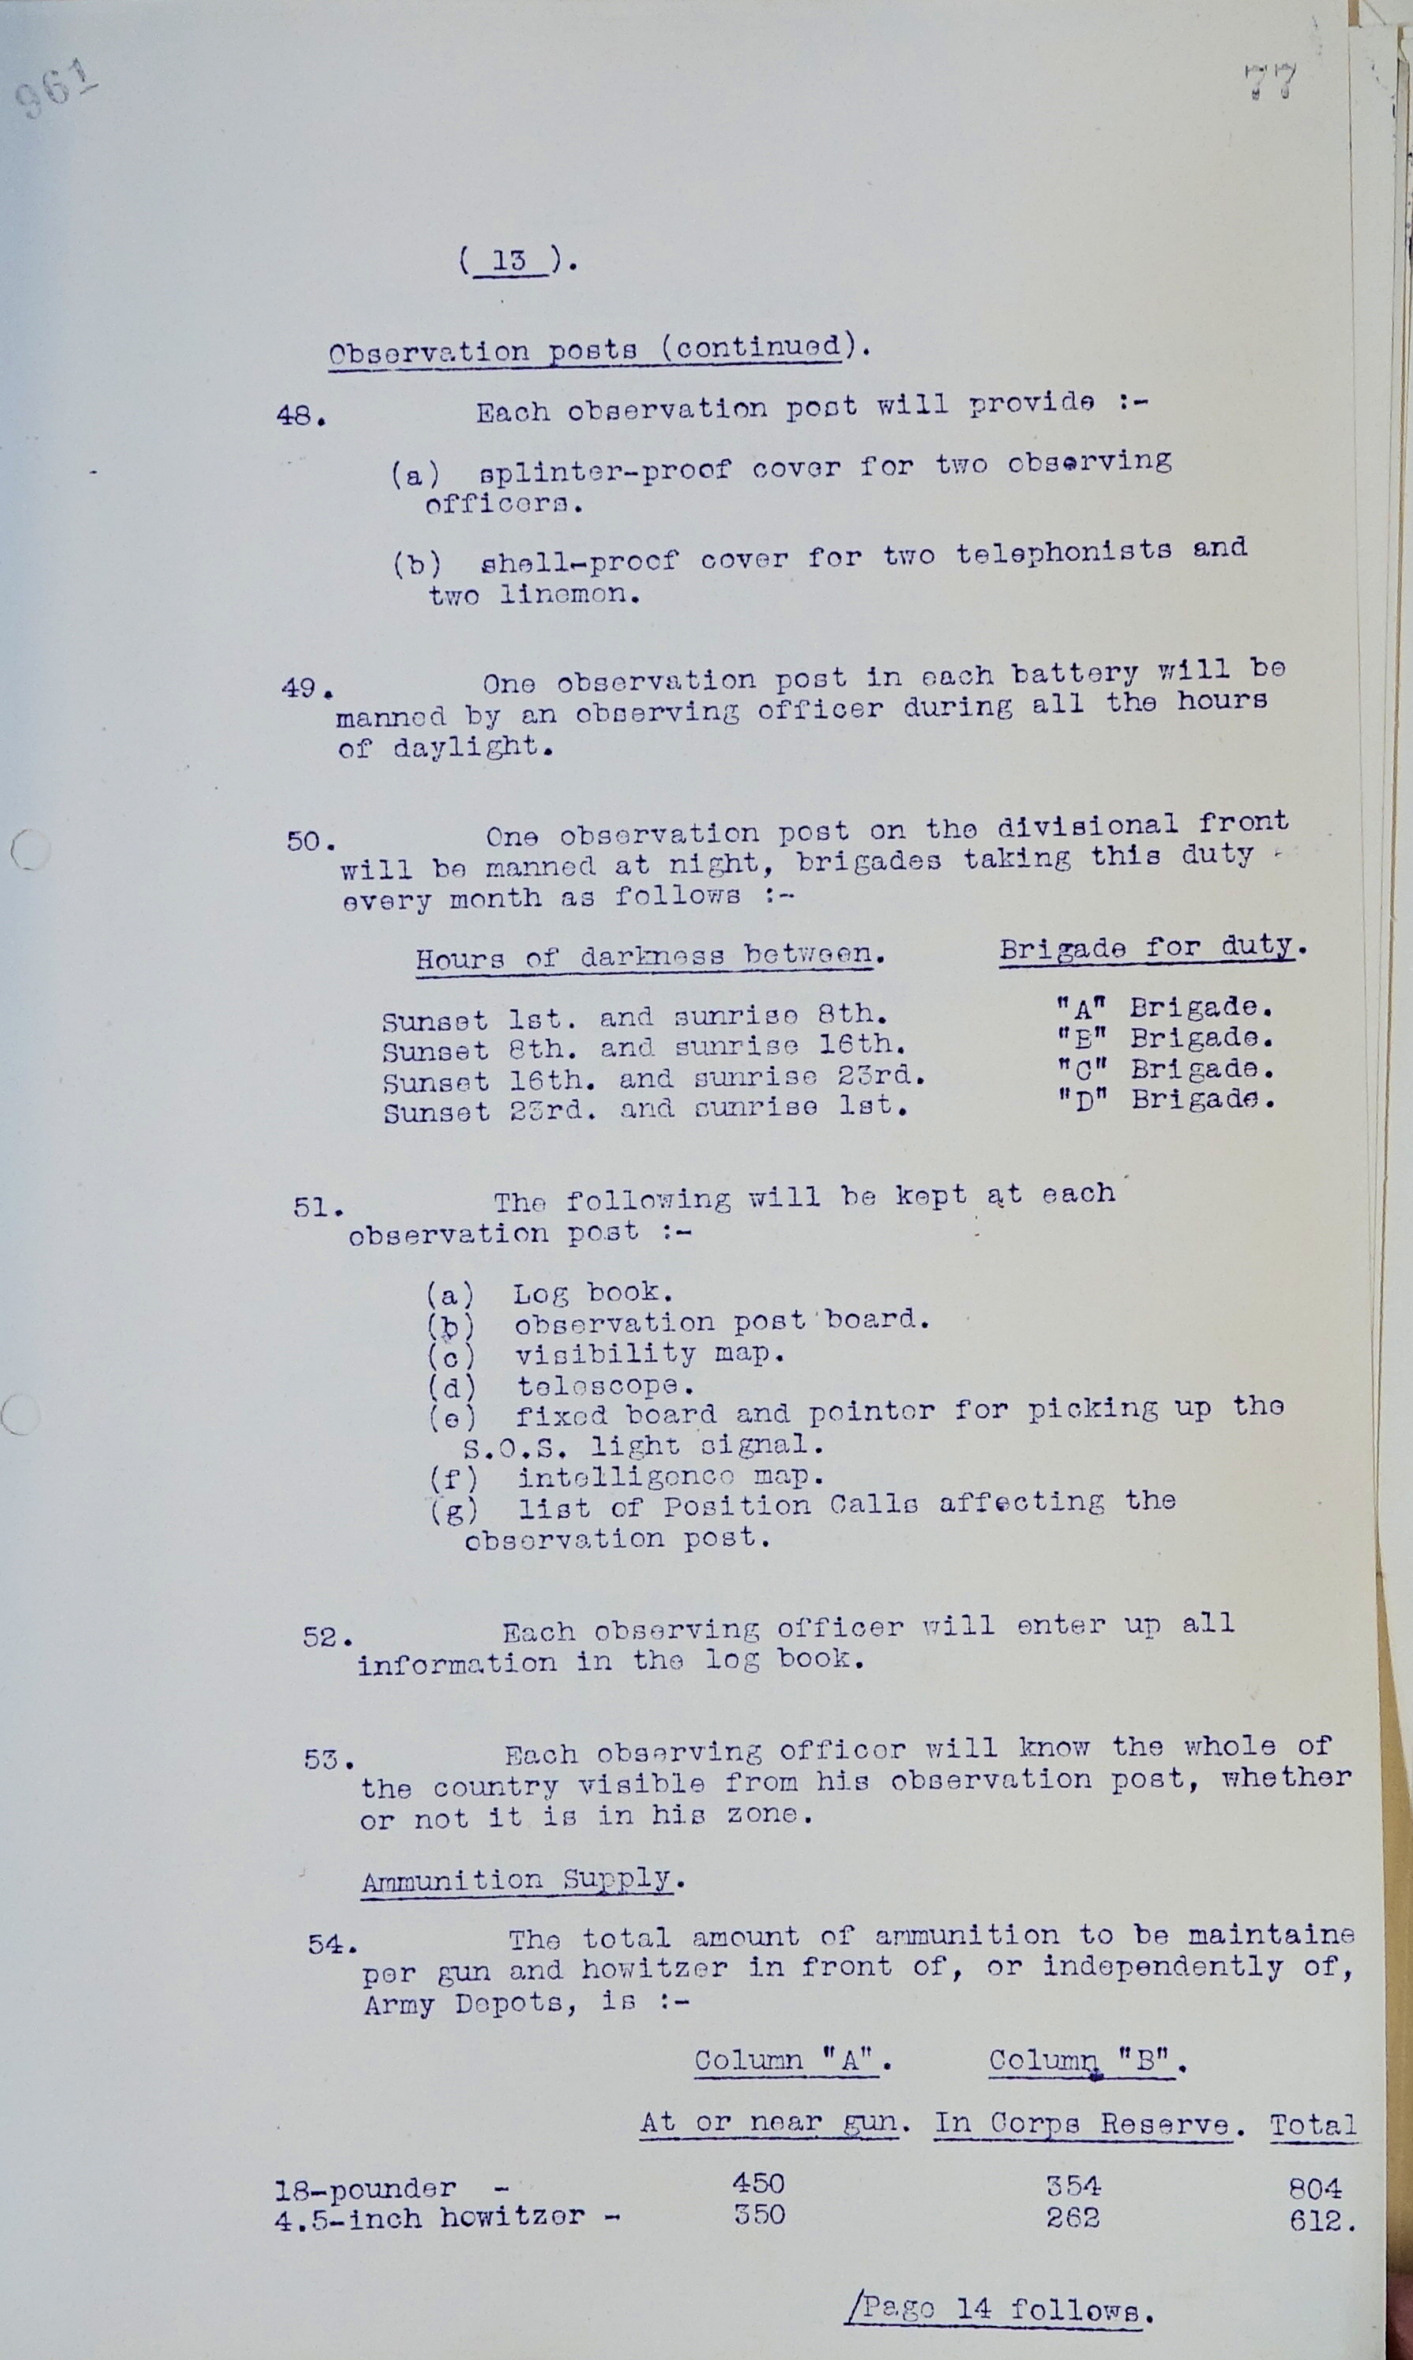 961
77
( 13 ).
Observation posts (continued).
48. Each observation post will provide :-
(a) splinter-proof cover for two observing
officers.
(b) shell-proof cover for two telephonists and
two linemen.
49. One observation post in each battery will be
manned by an observing officer during all the hours
of daylight.
50. One observation post on the divisional front
will be manned at night, brigades taking this duty
every month as follows :-
Hours of darkness between. Brigade for duty.
Sunset 1st. and sunrise 8th. "A" Brigade.
Sunset 8th. and sunrise 16th. "B" Brigade.
Sunset 16th. and sunrise 23rd. "C" Brigade.
Sunset 23rd. and sunrise 1st. "D" Brigade.
51. The following will be kept at each
observation post :-
(a) Log book.
(b) observation post board.
(c) visibility map.
(d) telescope.
(e) fixed board and pointer for picking up the
S.O.S. light signal.
(f) intelligence map.
(g) list of Position Calls affecting the
observation post.
52. Each observing officer will enter up all
information in the log book.
53. Each observing officer will know the whole of
the country visible from his observation post, whether
or not it is in his zone.
Ammunition Supply.
54. The total amount of ammunition to be maintaine
per gun and howitzer in front of, or independently of,
Army Depots, is :-
Column "A". Column "B".
At or near gun. In Corps Reserve. Total
18-pounder - 450 354 804
4.5-inch howitzer - 350 262 612.
/Page 14 follows.